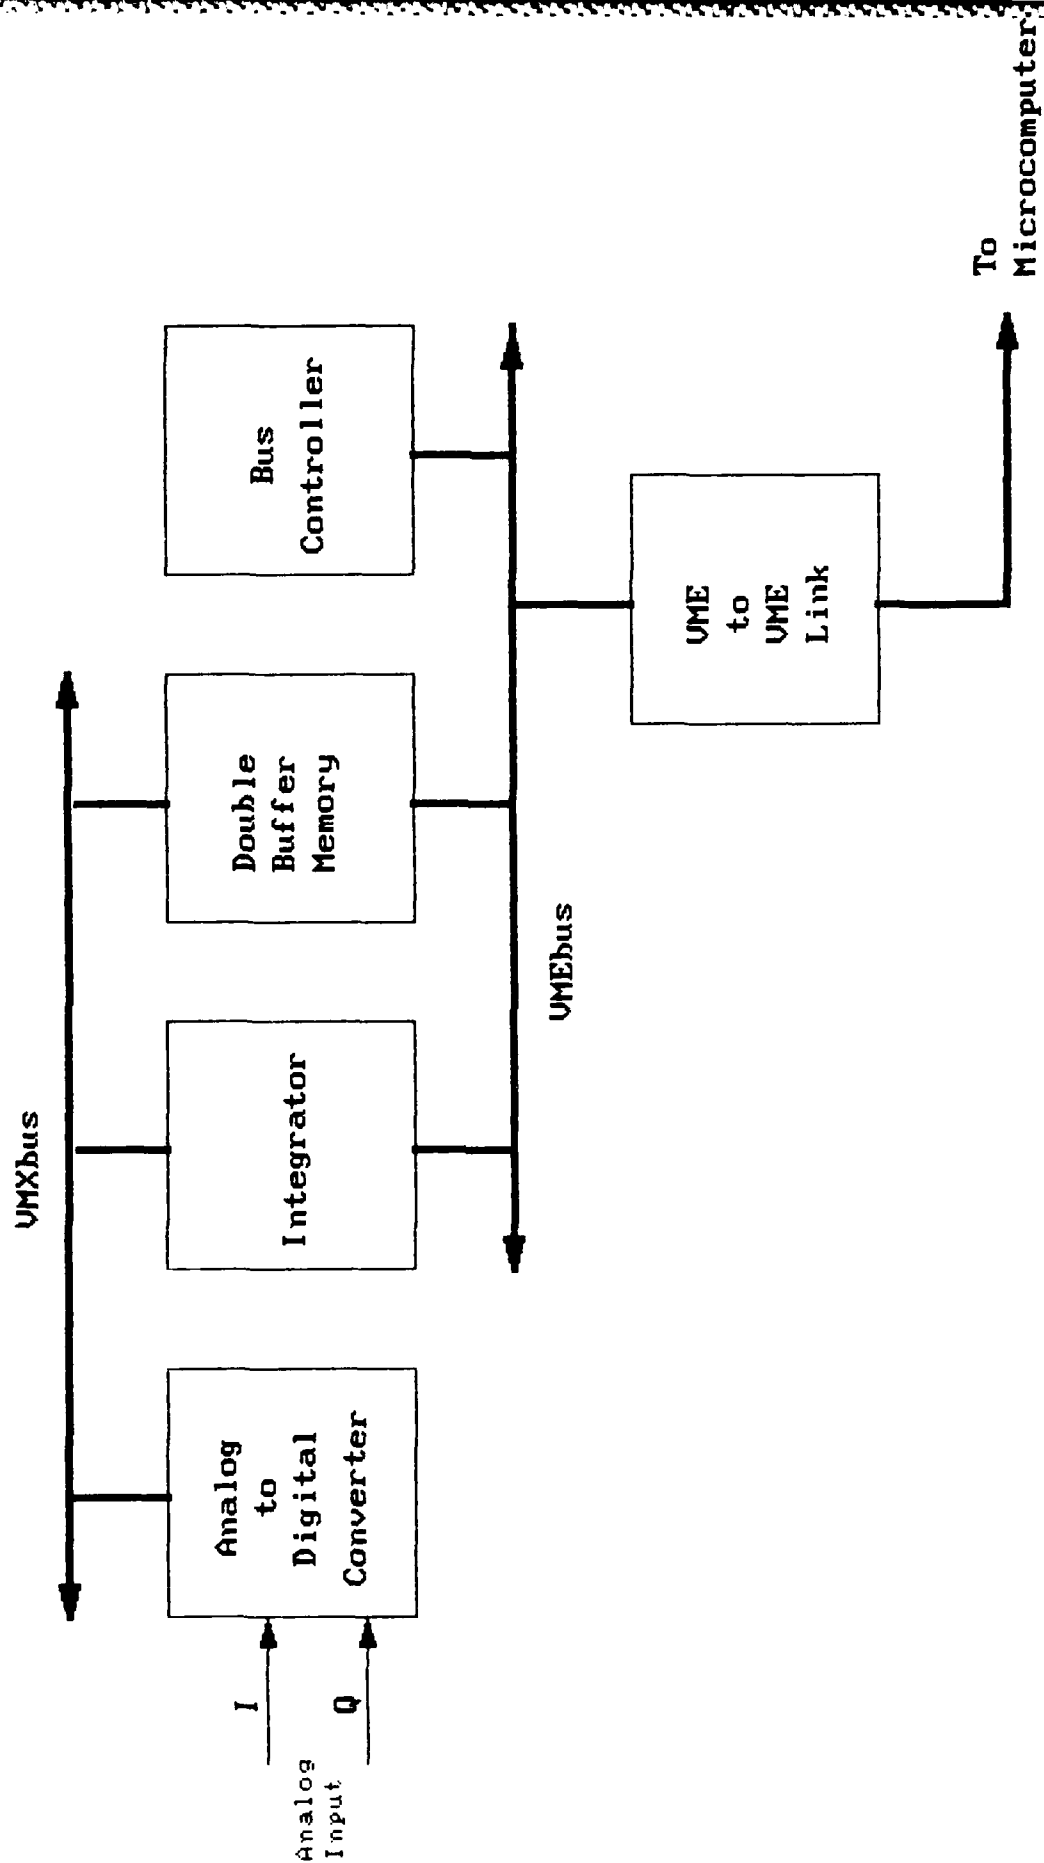 VMXbus
Analog
Input
I
Q
Analog
to
Digital
Converter
Integrator
Double
Buffer
Memory
Bus
Controller
VMEbus
VME
to
VME
Link
To
Microcomputer